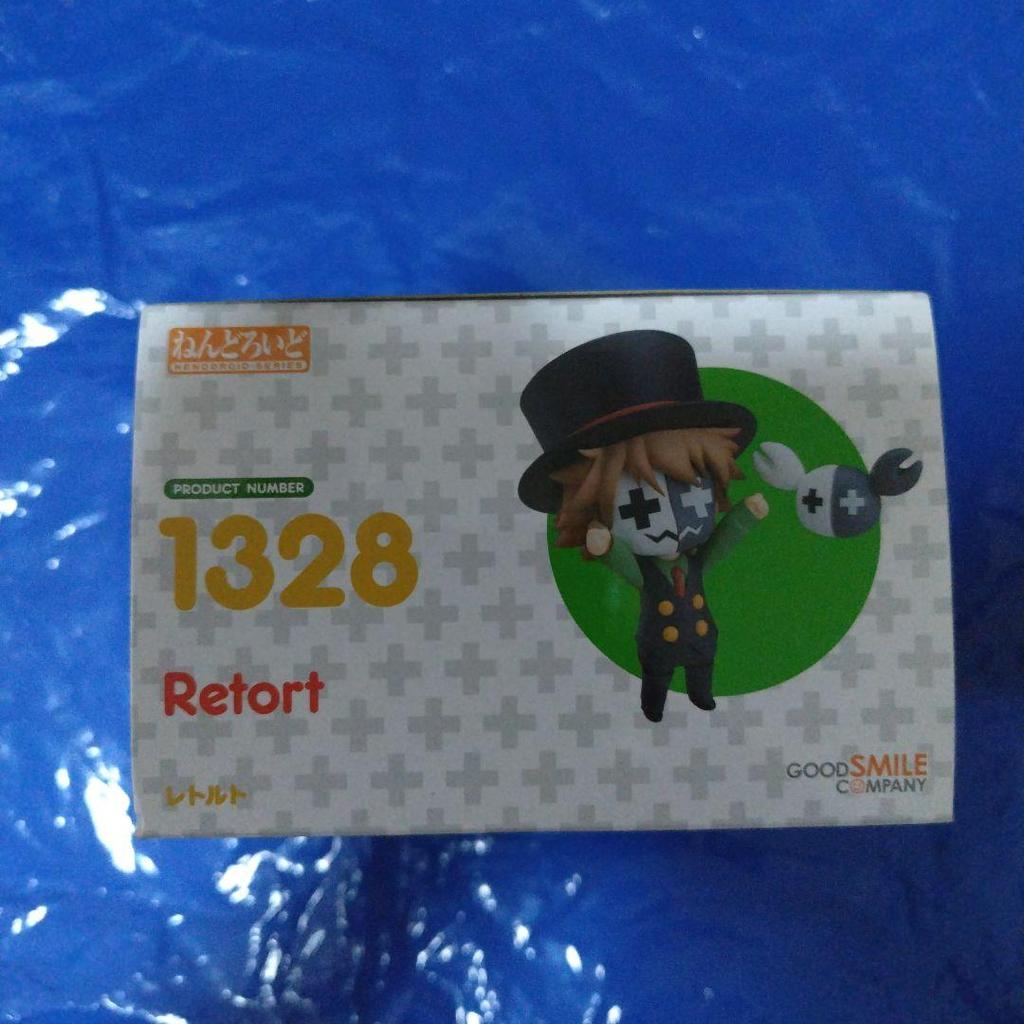 ねんどろいど
NENDOROID SERIES
PRODUCT NUMBER
1328
Retort
レトルト
GOODSMILE
COMPANY